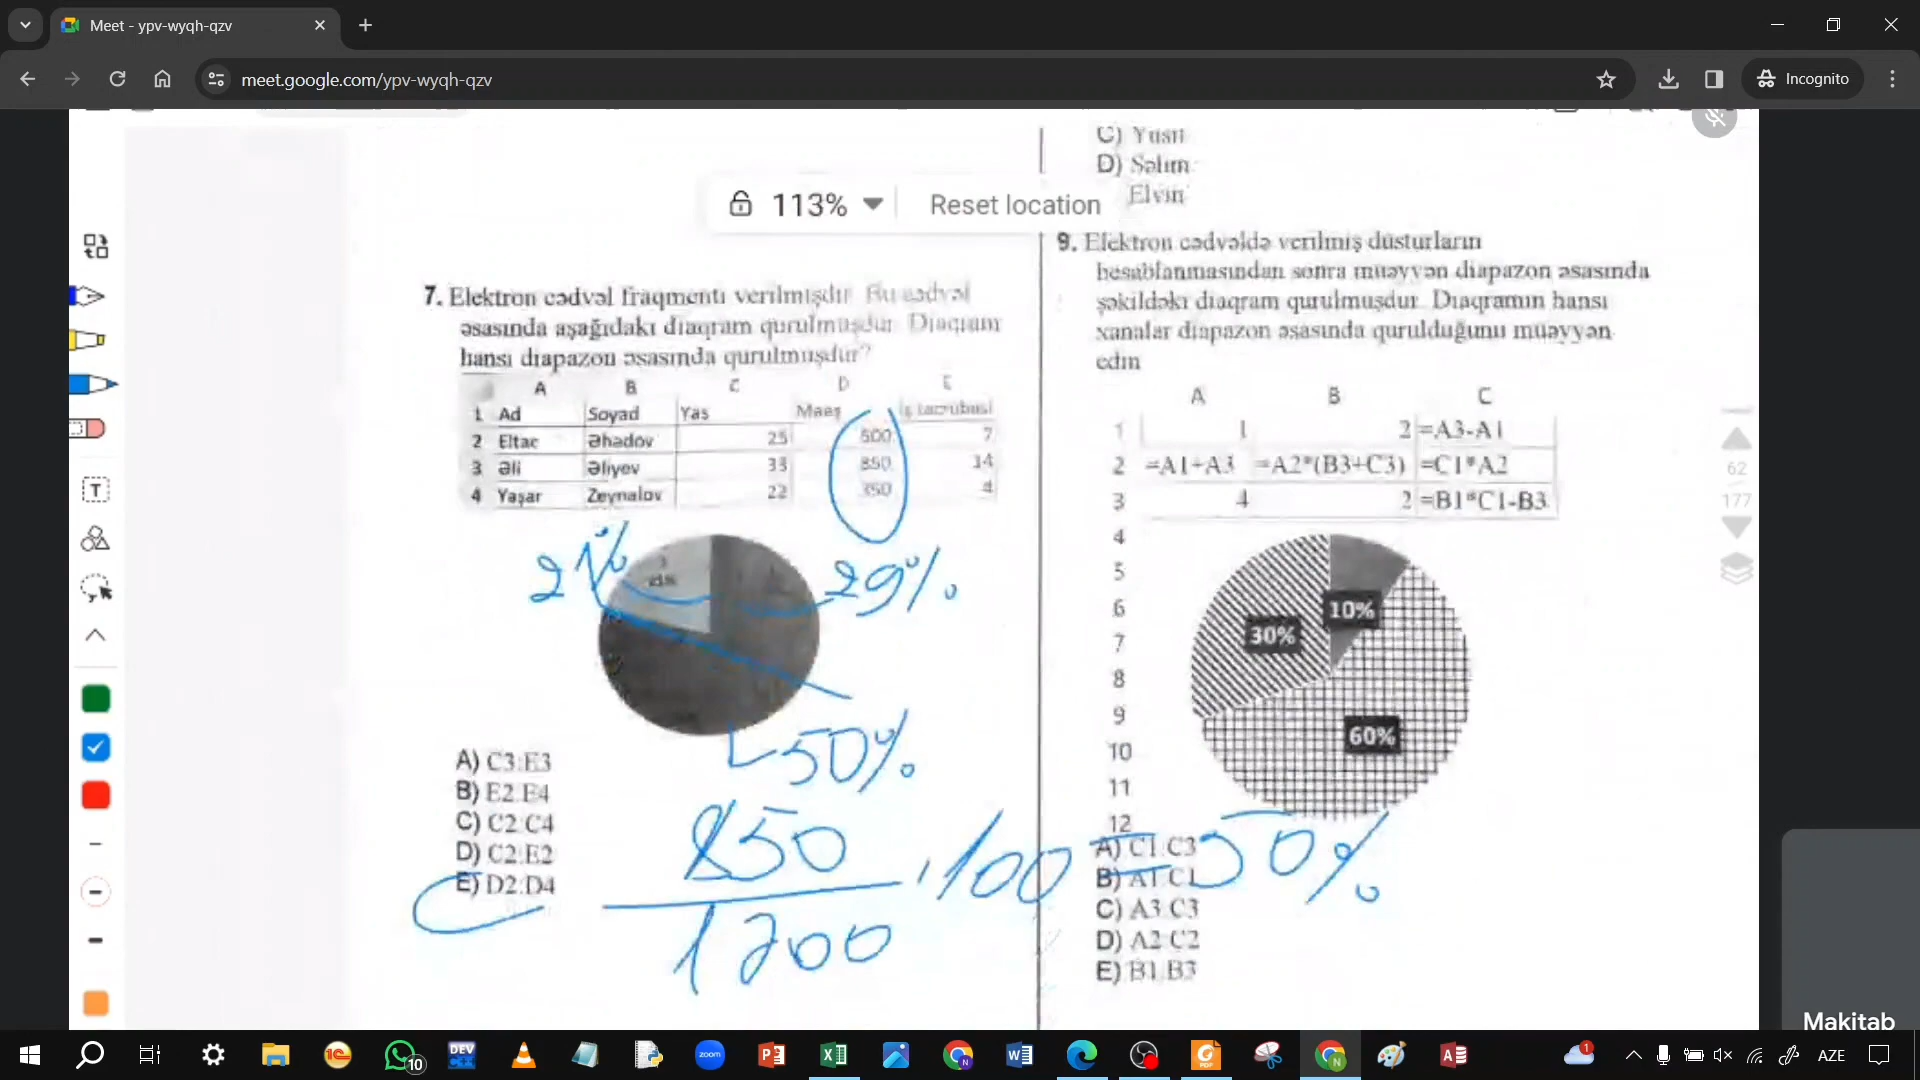 Meet - ypv-wyqh-qzv
meet.google.com/ypv-wyqh-qzv
Incognito
113%
Reset location
C) Yusif
D) Səlim
Elvin
7. Elektron cədvəl fraqmenti verilmişdir. Bu cədvəl
əsasında aşağıdakı diaqram qurulmuşdur. Diaqram
hansı diapazon əsasında qurulmuşdur?
A B C D E
1 Ad Soyad Yaş Maaş İş təcrübəsi
2 Eltac Əhədov 25 500 7
3 Əli Əliyev 33 850 14
4 Yaşar Zeynalov 22 350 4
21%
29%
50%
A) C3:E3
B) E2:E4
C) C2:C4
D) C2:E2
E) D2:D4
850
1700
· 100 = 50%
9. Elektron cədvəldə verilmiş düsturların
hesablanmasından sonra müəyyən diapazon əsasında
şəkildəki diaqram qurulmuşdur. Diaqramın hansı
xanalar diapazon əsasında qurulduğunu müəyyən
edin
A B C
1 1 2 =A3-A1
2 =A1+A3 =A2*(B3+C3) =C1*A2
3 4 2 =B1*C1-B3
4
5
6
7
8
9
10
11
12
30%
10%
60%
A) C1:C3
B) A1:C1
C) A3:C3
D) A2:C2
E) B1:B3
62
177
Makitab
10
DEV
C++
zoom
1
AZE